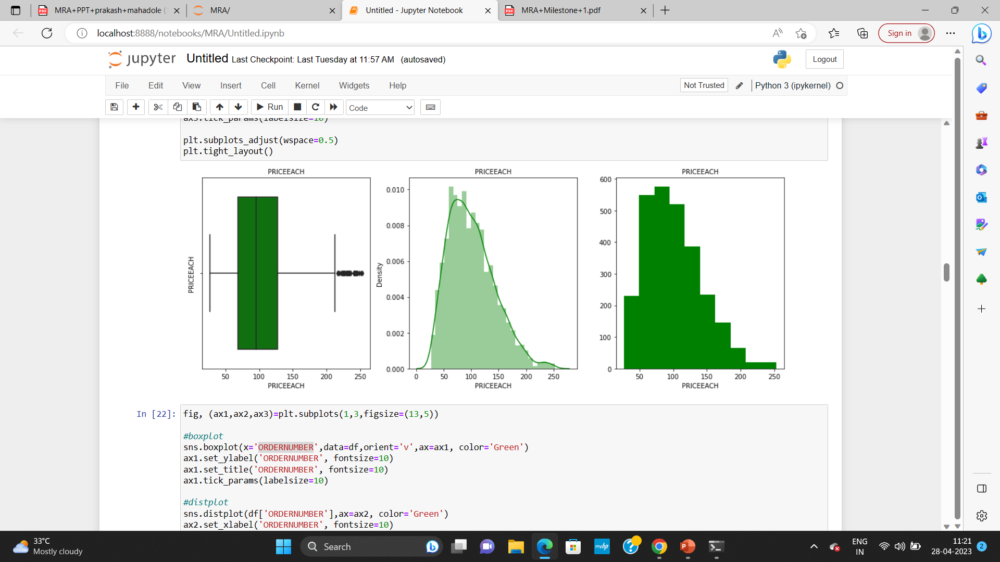 MRA+PPT+prakash+mahadole (
MRA/
Untitled - Jupyter Notebook
MRA+Milestone+1.pdf
localhost:8888/notebooks/MRA/Untitled.ipynb
Sign in
jupyter Untitled Last Checkpoint: Last Tuesday at 11:57 AM (autosaved)
Logout
File Edit View Insert Cell Kernel Widgets Help
Not Trusted
Python 3 (ipykernel)
Run
Code
ax3.tick_params(labelsize=10)
plt.subplots_adjust(wspace=0.5)
plt.tight_layout()
PRICEEACH
PRICEEACH
50 100 150 200 250
PRICEEACH
PRICEEACH
Density
0.010
0.008
0.006
0.004
0.002
0.000
0 50 100 150 200 250
PRICEEACH
PRICEEACH
600
500
400
300
200
100
0
50 100 150 200 250
PRICEEACH
In [22]:
fig, (ax1,ax2,ax3)=plt.subplots(1,3,figsize=(13,5))
#boxplot
sns.boxplot(x='ORDERNUMBER',data=df,orient='v',ax=ax1, color='Green')
ax1.set_ylabel('ORDERNUMBER', fontsize=10)
ax1.set_title('ORDERNUMBER', fontsize=10)
ax1.tick_params(labelsize=10)
#distplot
sns.distplot(df['ORDERNUMBER'],ax=ax2, color='Green')
ax2.set_xlabel('ORDERNUMBER', fontsize=10)
33°C
Mostly cloudy
Search
myhp
ENG
IN
11:21
28-04-2023
2